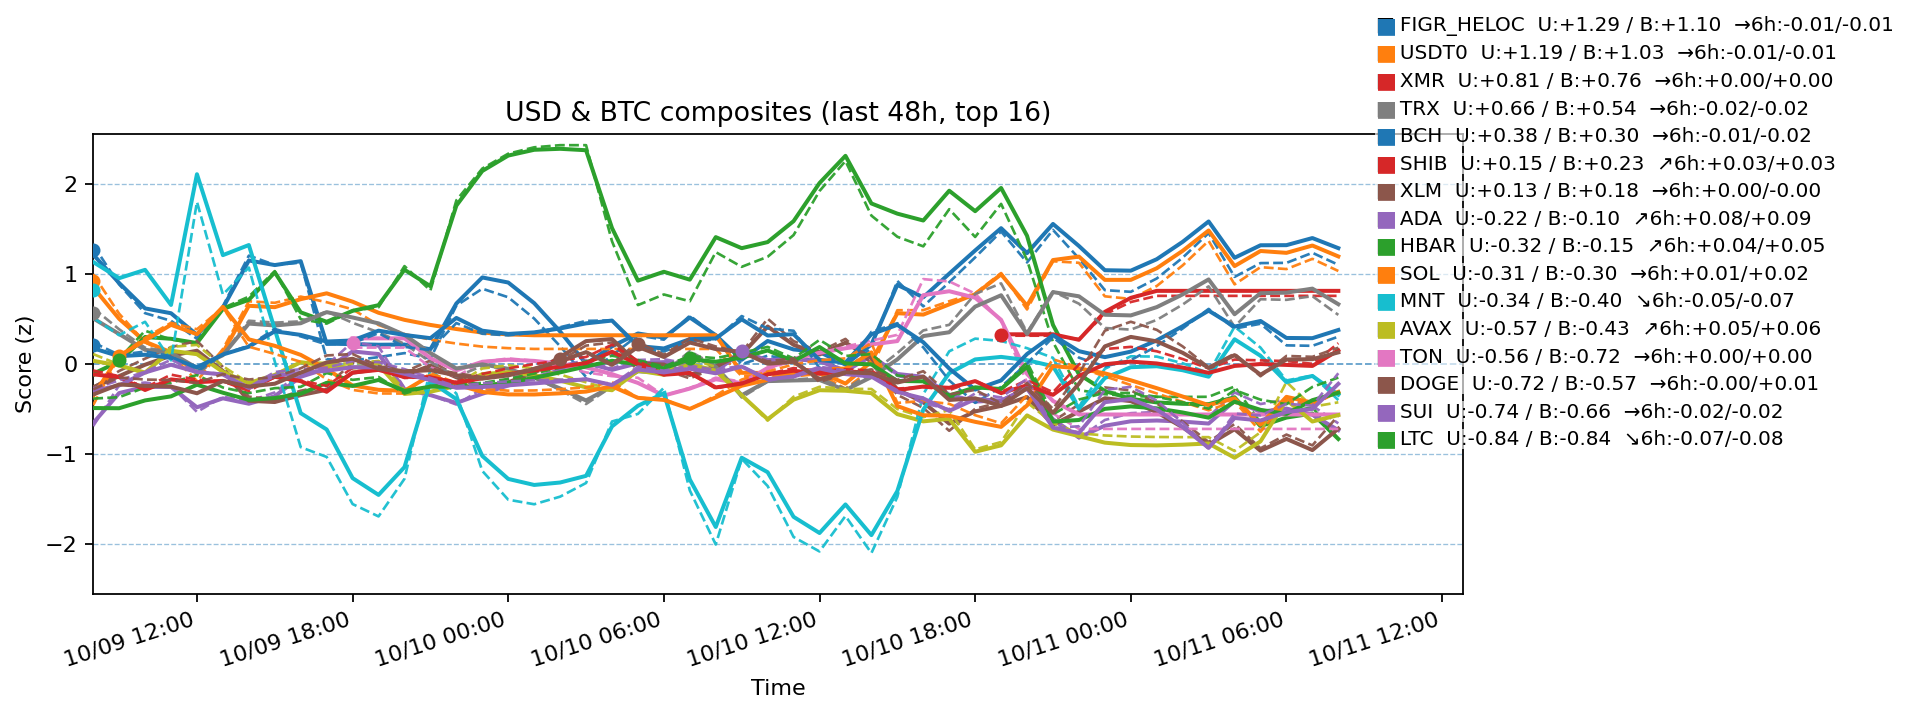 FIGR_HELOC U:+1.29 / B:+1.10 →6h:-0.01/-0.01
USDT0 U:+1.19 / B:+1.03 →6h:-0.01/-0.01
XMR U:+0.81 / B:+0.76 →6h:+0.00/+0.00
TRX U:+0.66 / B:+0.54 →6h:-0.02/-0.02
BCH U:+0.38 / B:+0.30 →6h:-0.01/-0.02
SHIB U:+0.15 / B:+0.23 ↗6h:+0.03/+0.03
XLM U:+0.13 / B:+0.18 →6h:+0.00/-0.00
ADA U:-0.22 / B:-0.10 ↗6h:+0.08/+0.09
HBAR U:-0.32 / B:-0.15 ↗6h:+0.04/+0.05
SOL U:-0.31 / B:-0.30 →6h:+0.01/+0.02
MNT U:-0.34 / B:-0.40 ↘6h:-0.05/-0.07
AVAX U:-0.57 / B:-0.43 ↗6h:+0.05/+0.06
TON U:-0.56 / B:-0.72 →6h:+0.00/+0.00
DOGE U:-0.72 / B:-0.57 →6h:-0.00/+0.01
SUI U:-0.74 / B:-0.66 →6h:-0.02/-0.02
LTC U:-0.84 / B:-0.84 ↘6h:-0.07/-0.08
USD & BTC composites (last 48h, top 16)
Score (z)
2
1
0
−1
−2
10/09 12:00
10/09 18:00
10/10 00:00
10/10 06:00
10/10 12:00
10/10 18:00
10/11 00:00
10/11 06:00
10/11 12:00
Time